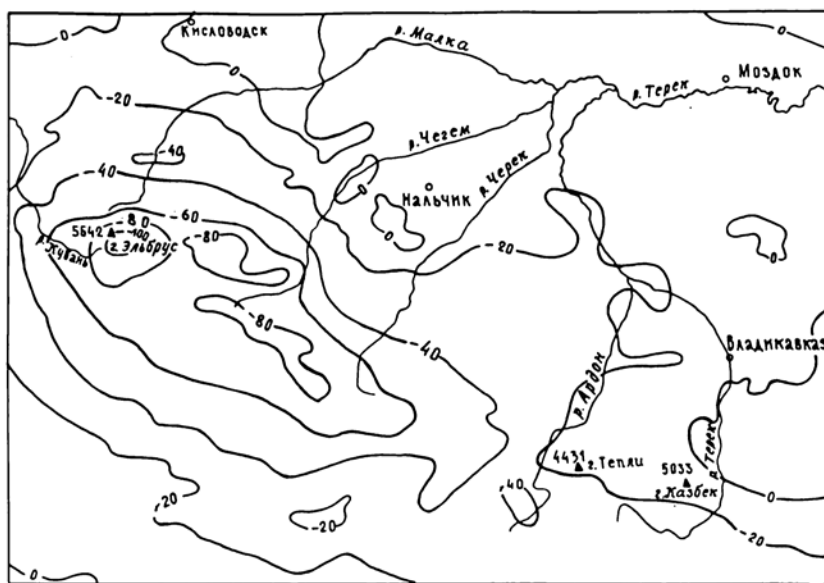 0
Кисловодск
0
р. Малка
0
Моздок
р. Терек
-20
-40
р. Чегем
р. Черек
-40
0
Нальчик
0
-60
-80
5642
-100
г. Эльбрус
р. Кубань
-80
-20
0
-80
-40
Владикавказ
р. Ардон
р. Терек
4431
г. Тепли
5033
г. Казбек
-20
-40
-20
0
-20
0